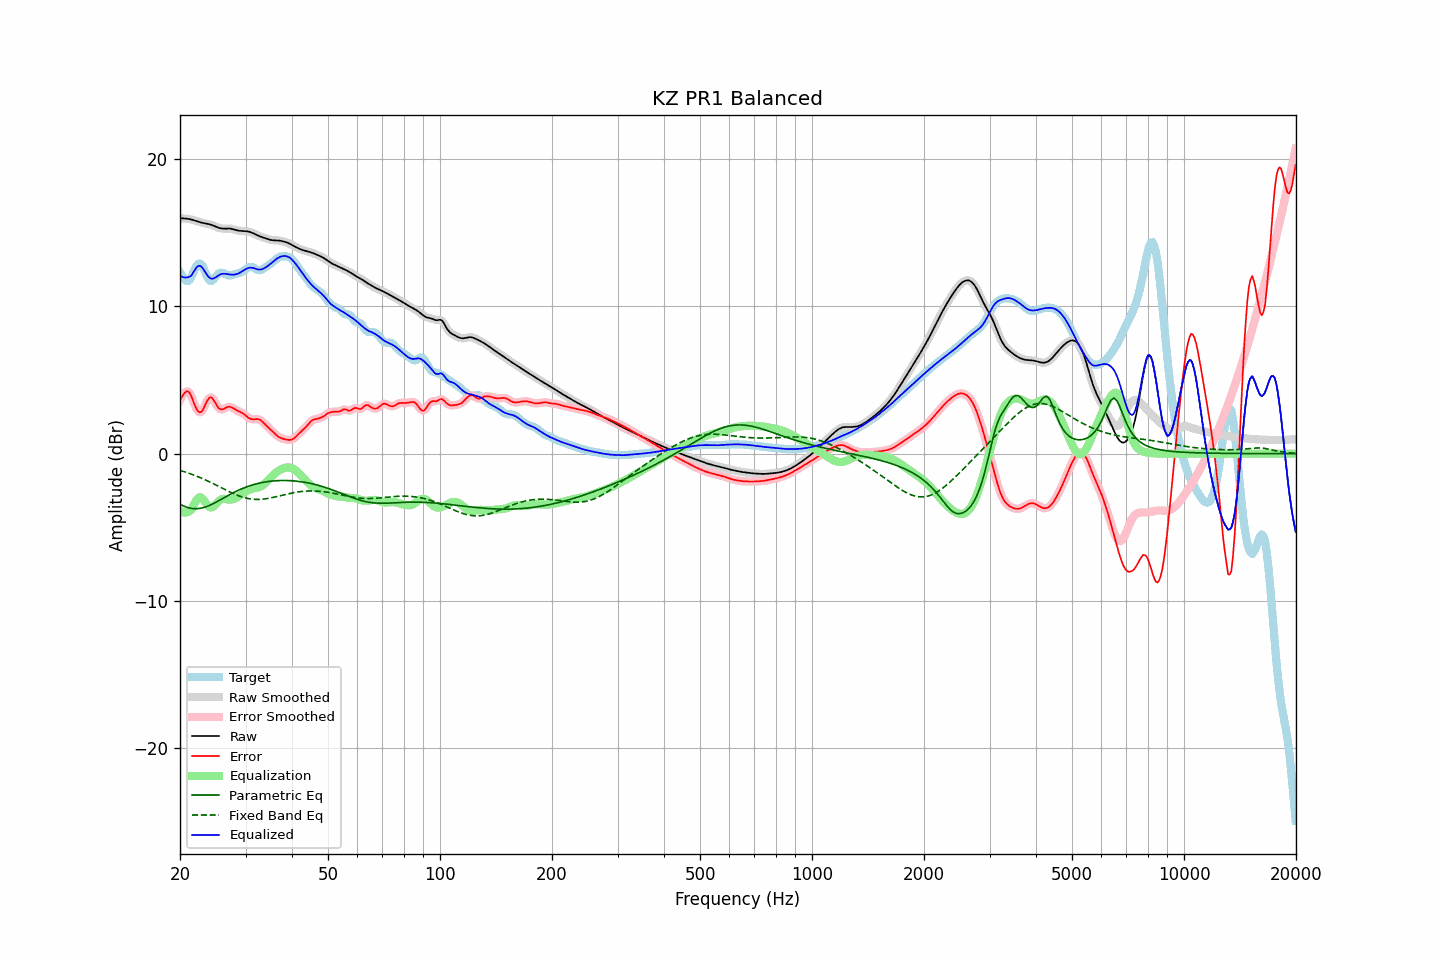 KZ PR1 Balanced
Amplitude (dBr)
20
10
0
−10
−20
Target
Raw Smoothed
Error Smoothed
Raw
Error
Equalization
Parametric Eq
Fixed Band Eq
Equalized
20 50 100 200 500 1000 2000 5000 10000 20000
Frequency (Hz)